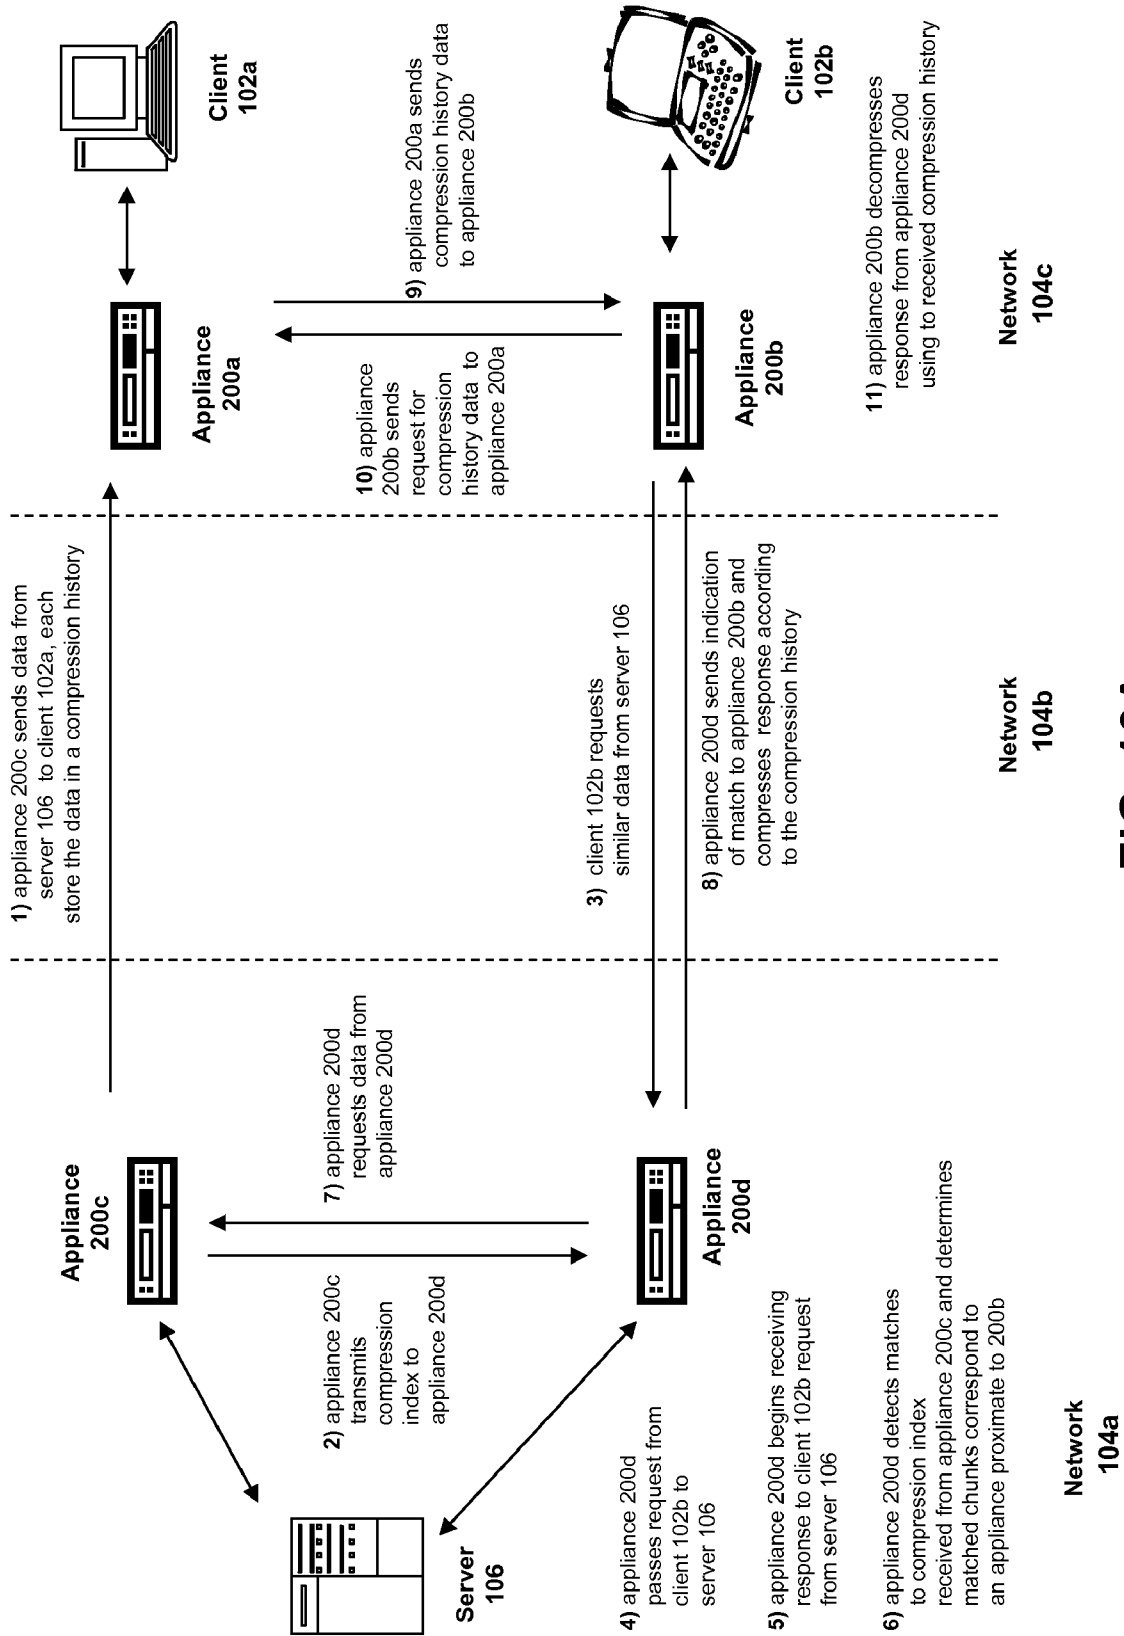 1) appliance 200c sends data from
server 106 to client 102a, each
store the data in a compression history
Client
102a
Appliance
200a
Appliance
200c
2) appliance 200c
transmits
compression
index to
appliance 200d
7) appliance 200d
requests data from
appliance 200d
10) appliance
200b sends
request for
compression
history data to
appliance 200a
9) appliance 200a sends
compression history data
to appliance 200b
Server
106
3) client 102b requests
similar data from server 106
Appliance
200d
8) appliance 200d sends indication
of match to appliance 200b and
compresses response according
to the compression history
Appliance
200b
Client
102b
4) appliance 200d
passes request from
client 102b to
server 106
5) appliance 200d begins receiving
response to client 102b request
from server 106
6) appliance 200d detects matches
to compression index
received from appliance 200c and determines
matched chunks correspond to
an appliance proximate to 200b
11) appliance 200b decompresses
response from appliance 200d
using to received compression history
Network
104a
Network
104b
Network
104c